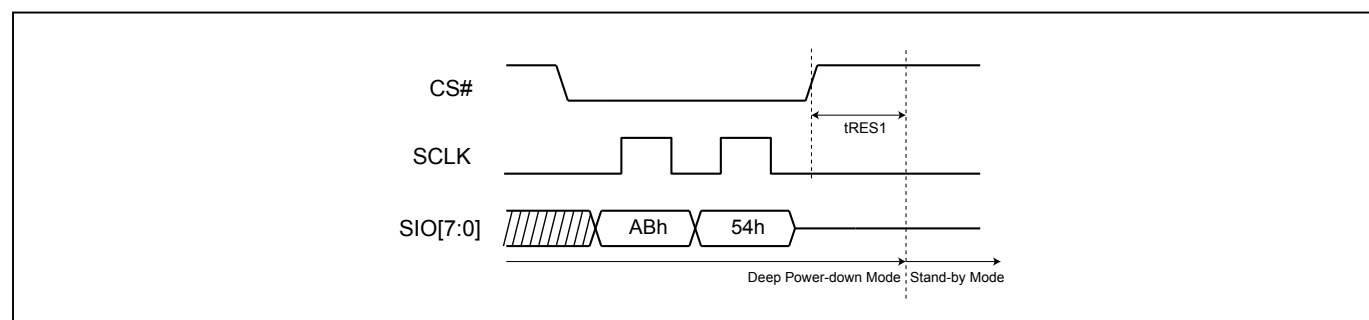 CS#
tRES1
SCLK
SIO[7:0] ABh 54h
Deep Power-down Mode Stand-by Mode